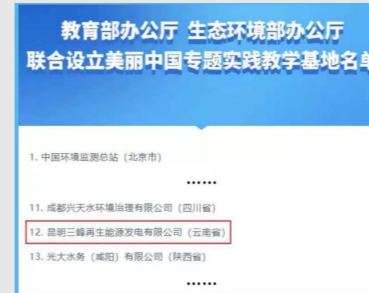 教育部办公厅 生态环境部办公厅
联合设立美丽中国专题实践教学基地名单
1. 中国环境监测总站（北京市）
……
11. 成都兴天水环境治理有限公司（四川省）
12. 昆明三峰再生能源发电有限公司（云南省）
13. 光大水务（咸阳）有限公司（陕西省）
……